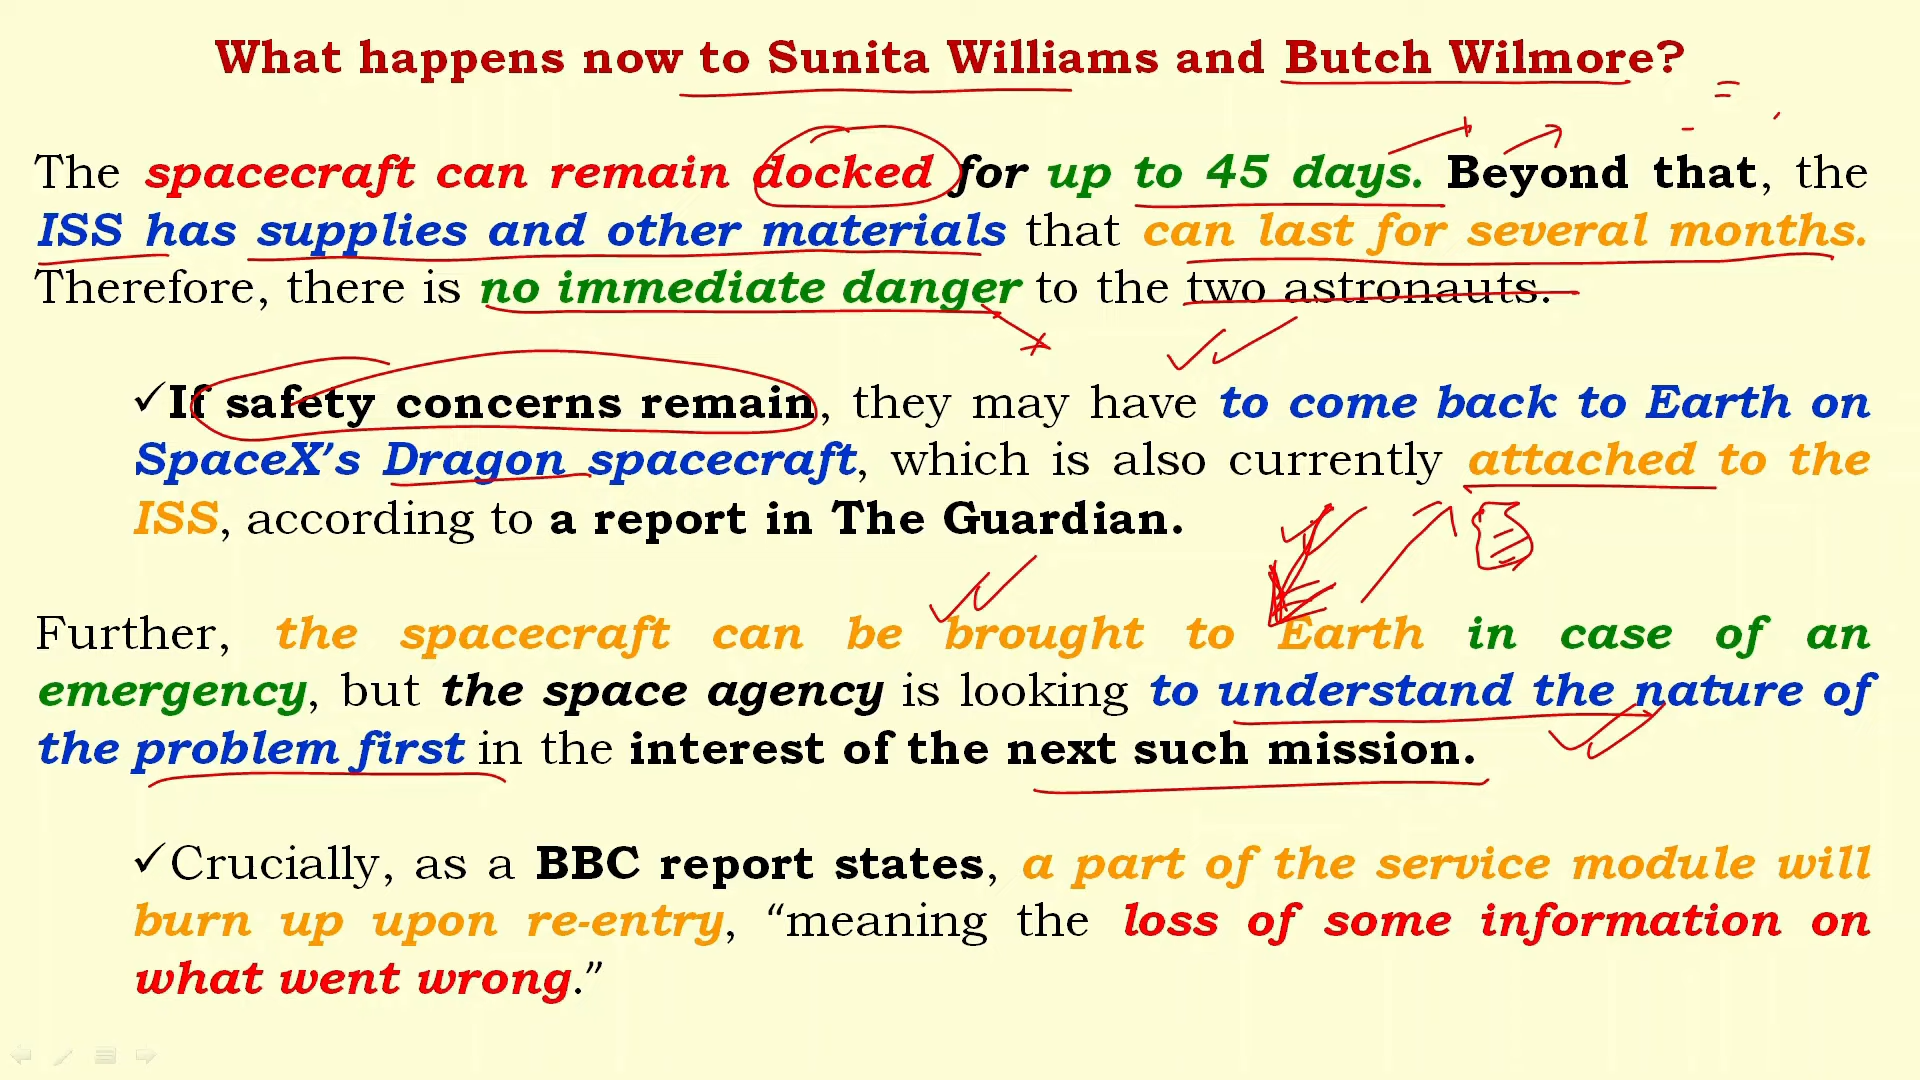 What happens now to Sunita Williams and Butch Wilmore?
The spacecraft can remain docked for up to 45 days. Beyond that, the
ISS has supplies and other materials that can last for several months.
Therefore, there is no immediate danger to the two astronauts.
✓If safety concerns remain, they may have to come back to Earth on
SpaceX's Dragon spacecraft, which is also currently attached to the
ISS, according to a report in The Guardian.
Further, the spacecraft can be brought to Earth in case of an
emergency, but the space agency is looking to understand the nature of
the problem first in the interest of the next such mission.
✓Crucially, as a BBC report states, a part of the service module will
burn up upon re-entry, “meaning the loss of some information on
what went wrong.”